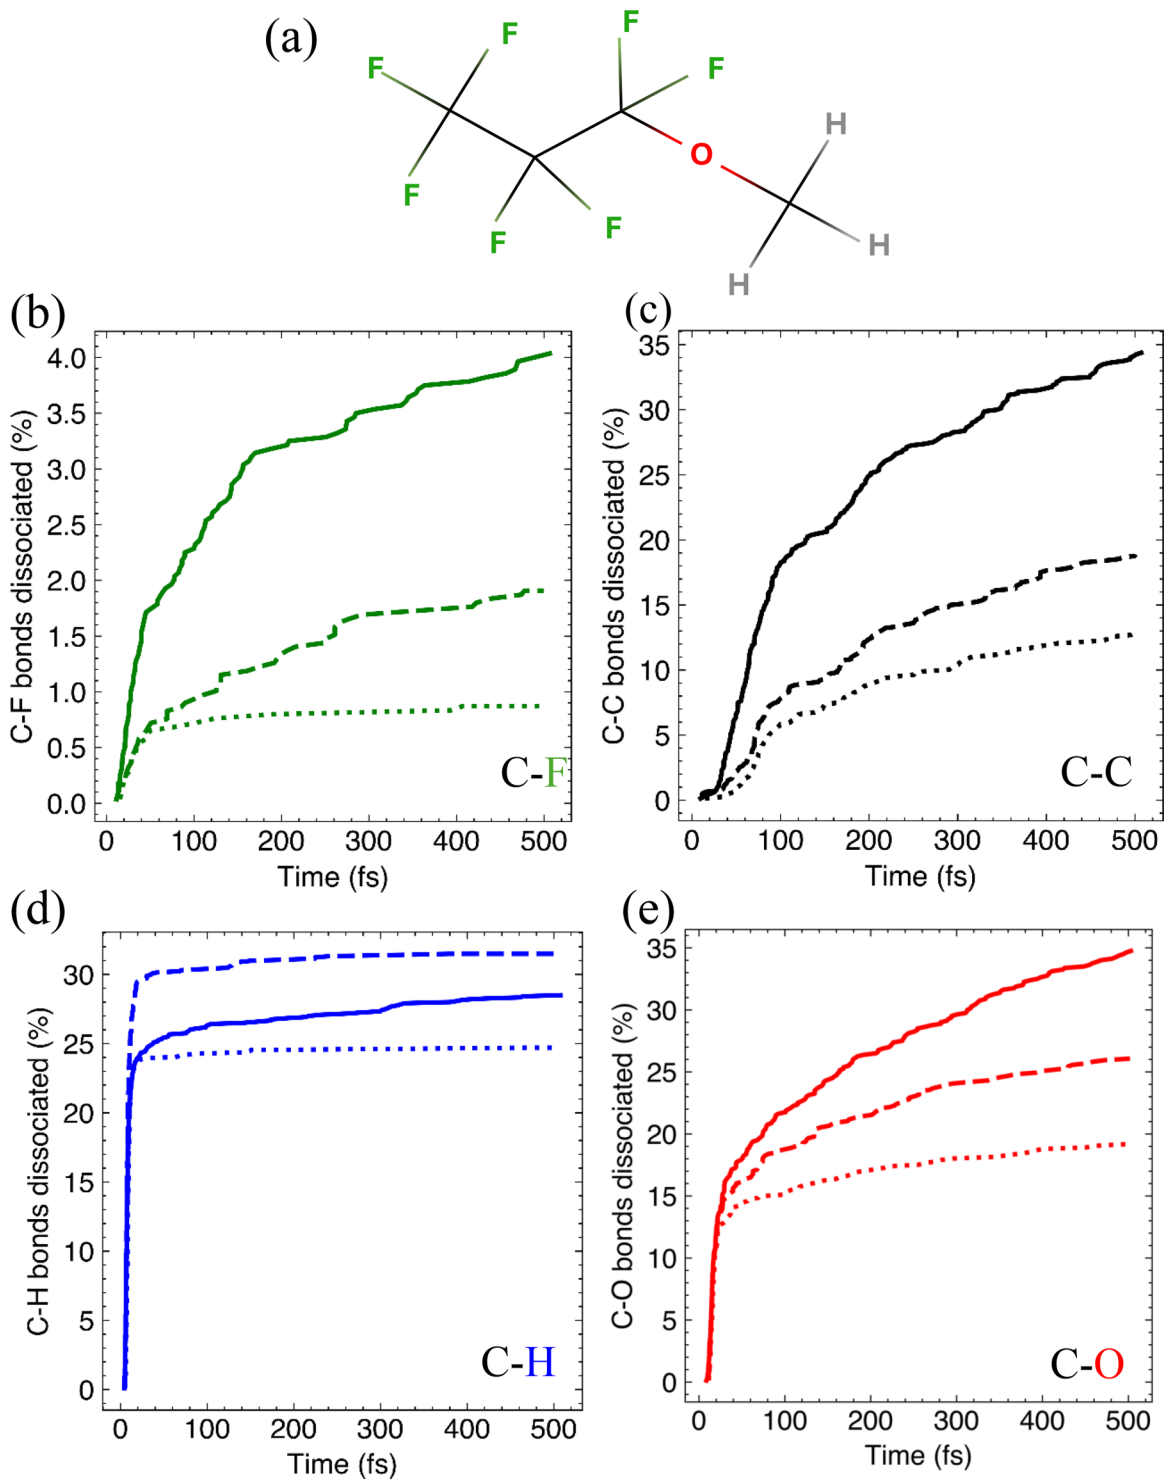 (a)
F
F
F
F
F
F
F
O
H
H
H
(b)
C-F bonds dissociated (%)
4.0
3.5
3.0
2.5
2.0
1.5
1.0
0.5
0.0
C-F
0 100 200 300 400 500
Time (fs)
(c)
C-C bonds dissociated (%)
35
30
25
20
15
10
5
0
C-C
0 100 200 300 400 500
Time (fs)
(d)
C-H bonds dissociated (%)
30
25
20
15
10
5
0
C-H
0 100 200 300 400 500
Time (fs)
(e)
C-O bonds dissociated (%)
35
30
25
20
15
10
5
0
C-O
0 100 200 300 400 500
Time (fs)